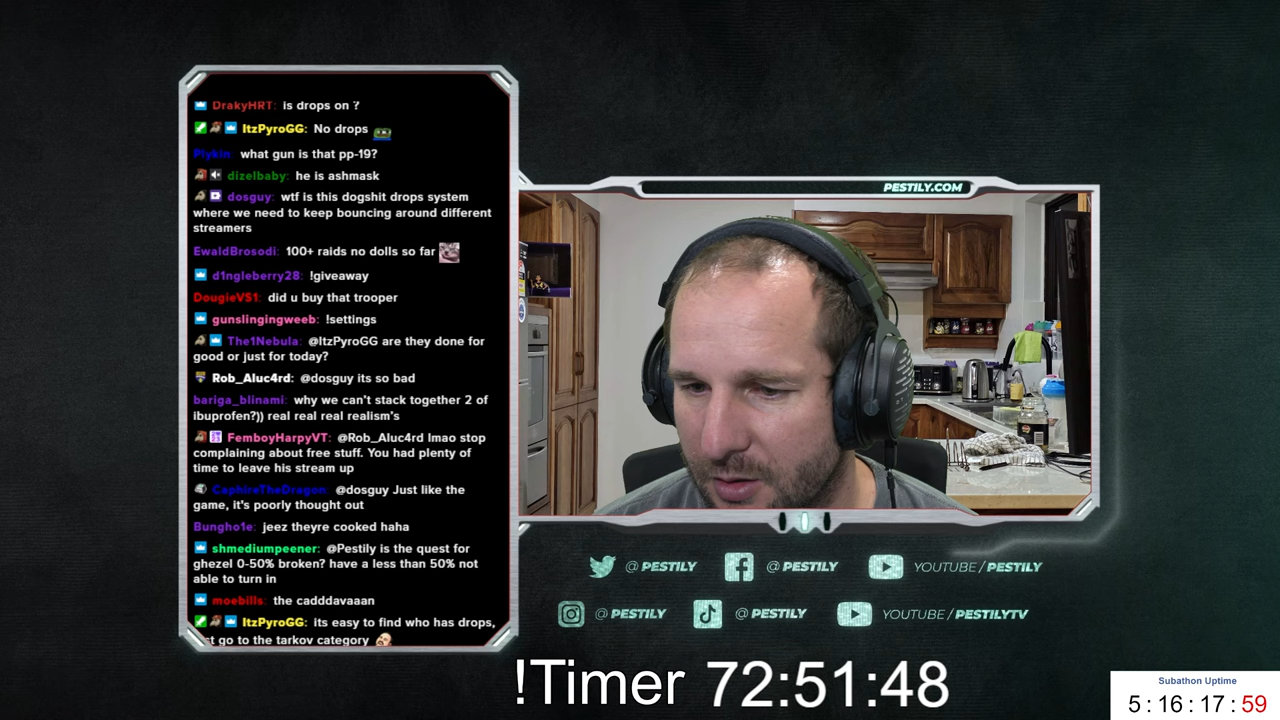 DrakyHRT: is drops on ?
ItzPyroGG: No drops
Plykin: what gun is that pp-19?
dizelbaby: he is ashmask
dosguy: wtf is this dogshit drops system
where we need to keep bouncing around different
streamers
EwaldBrosodi: 100+ raids no dolls so far
d1ngleberry28: !giveaway
DougieVS1: did u buy that trooper
gunslingingweeb: !settings
The1Nebula: @ItzPyroGG are they done for
good or just for today?
Rob_Aluc4rd: @dosguy its so bad
bariga_blinami: why we can't stack together 2 of
ibuprofen?)) real real real realism's
FemboyHarpyVT: @Rob_Aluc4rd lmao stop
complaining about free stuff. You had plenty of
time to leave his stream up
CaphireTheDragon: @dosguy Just like the
game, it's poorly thought out
Bungho1e: jeez theyre cooked haha
shmediumpeener: @Pestily is the quest for
ghezel 0-50% broken? have a less than 50% not
able to turn in
moebills: the cadddavaaan
ItzPyroGG: its easy to find who has drops,
go to the tarkov category
PESTILY.COM
@PESTILY @PESTILY YOUTUBE/PESTILY
@PESTILY @PESTILY YOUTUBE/PESTILYTV
!Timer 72:51:48
Subathon Uptime
5:16:17:59